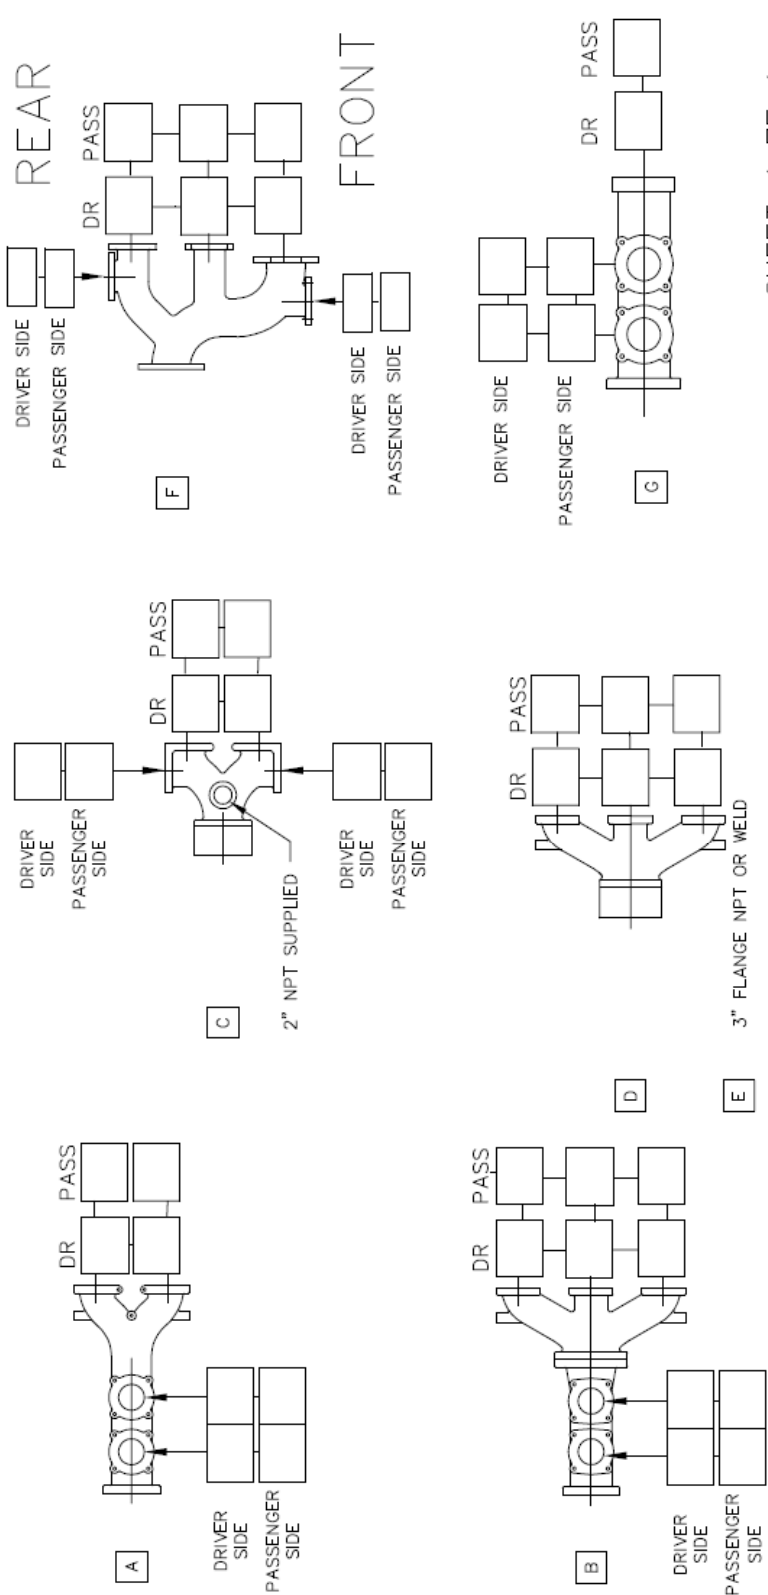 REAR
DRIVER SIDE
PASSENGER SIDE
DR
PASS
FRONT
DRIVER SIDE
PASSENGER SIDE
F
DRIVER
SIDE
PASSENGER
SIDE
DR
PASS
DRIVER
SIDE
PASSENGER
SIDE
2" NPT SUPPLIED
C
DR
PASS
DRIVER
SIDE
PASSENGER
SIDE
A
DR
PASS
DRIVER SIDE
PASSENGER SIDE
G
DR
PASS
3" FLANGE NPT OR WELD
D
E
DR
PASS
DRIVER
SIDE
PASSENGER
SIDE
B